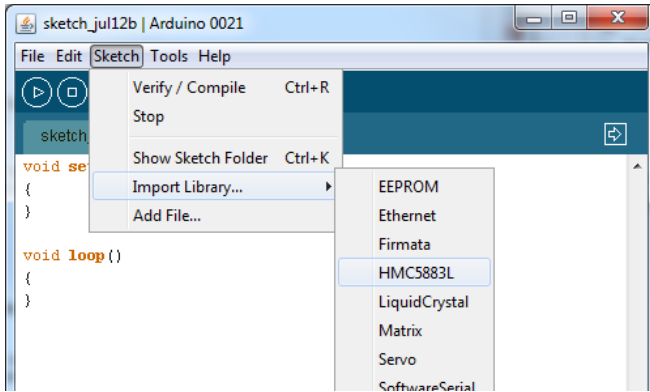 sketch_jul12b | Arduino 0021
File Edit Sketch Tools Help
Verify / Compile Ctrl+R
Stop
Show Sketch Folder Ctrl+K
Import Library...
Add File...
sketch_
void se
{
}
void loop()
{
}
EEPROM
Ethernet
Firmata
HMC5883L
LiquidCrystal
Matrix
Servo
SoftwareSerial